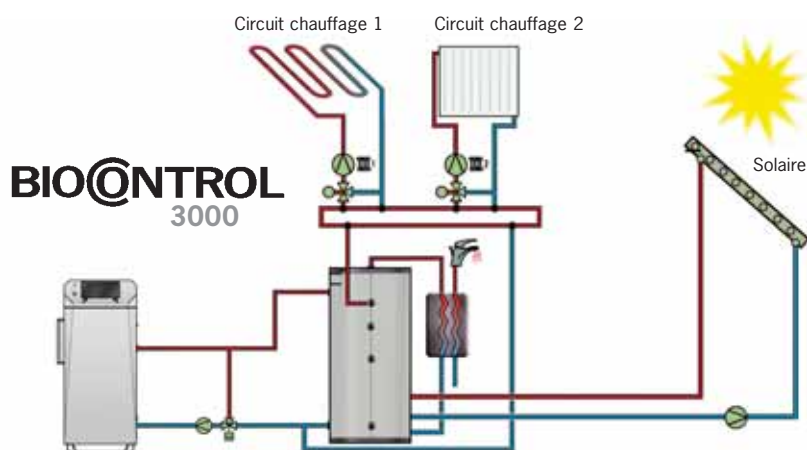 Circuit chauffage 1
Circuit chauffage 2
Solaire
BIOCONTROL
3000